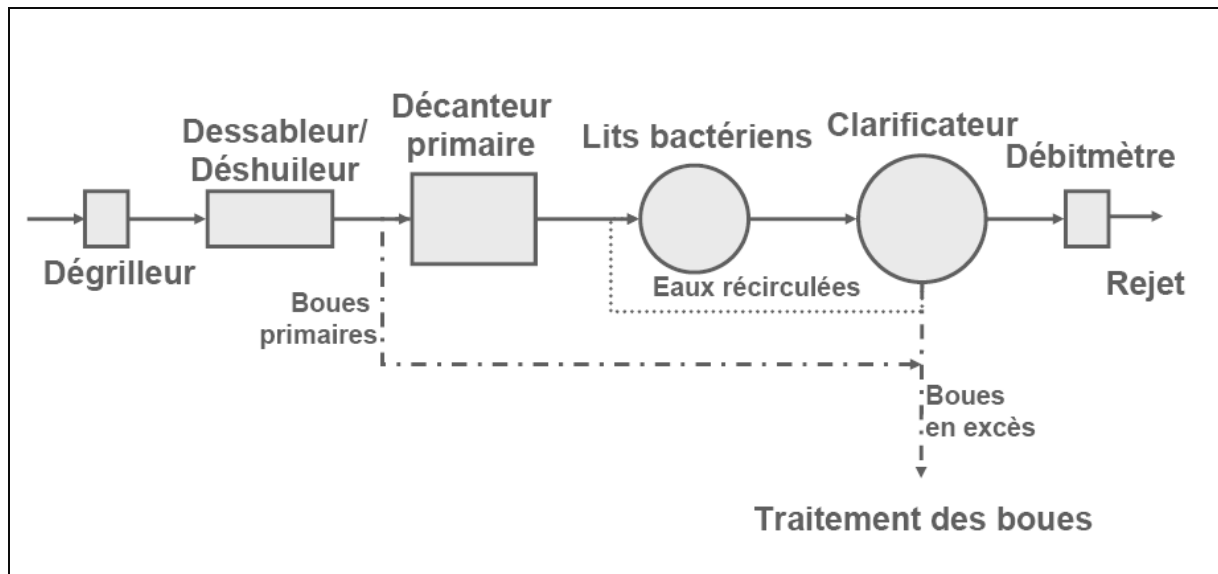 Dégrilleur
Dessableur/
Déshuileur
Décanteur
primaire
Lits bactériens
Clarificateur
Débitmètre
Rejet
Eaux récirculées
Boues
primaires
Boues
en excès
Traitement des boues